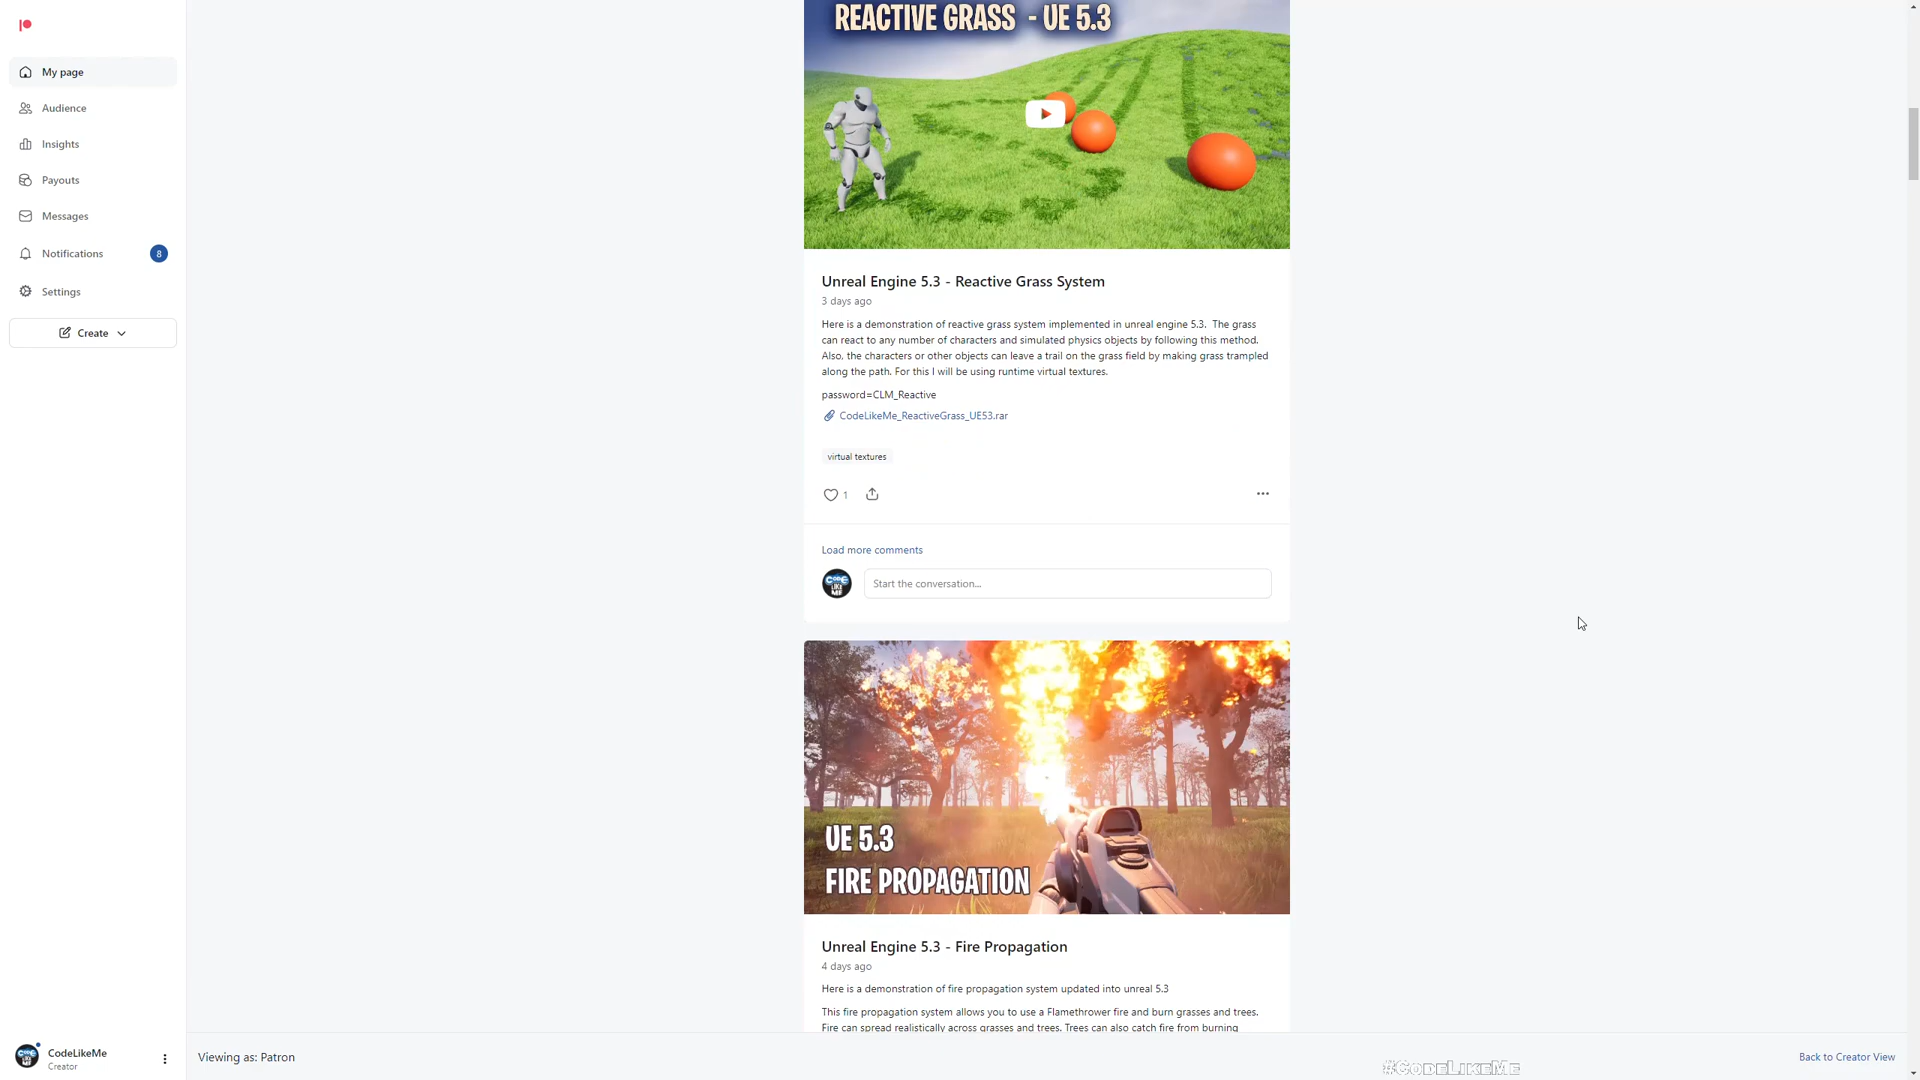 REACTIVE GRASS - UE 5.3
My page
Audience
Insights
Payouts
Messages
Notifications 8
Settings
Create
Unreal Engine 5.3 - Reactive Grass System
3 days ago
Here is a demonstration of reactive grass system implemented in unreal engine 5.3.  The grass
can react to any number of characters and simulated physics objects by following this method.
Also, the characters or other objects can leave a trail on the grass field by making grass trampled
along the path. For this I will be using runtime virtual textures.
password=CLM_Reactive
CodeLikeMe_ReactiveGrass_UE53.rar
virtual textures
1
Load more comments
CODE LIKE ME
Start the conversation...
UE 5.3
FIRE PROPAGATION
Unreal Engine 5.3 - Fire Propagation
4 days ago
Here is a demonstration of fire propagation system updated into unreal 5.3
This fire propagation system allows you to use a Flamethrower fire and burn grasses and trees.
Fire can spread realistically across grasses and trees. Trees can also catch fire from burning
CodeLikeMe
Creator
Viewing as: Patron
#CodeLikeMe
Back to Creator View